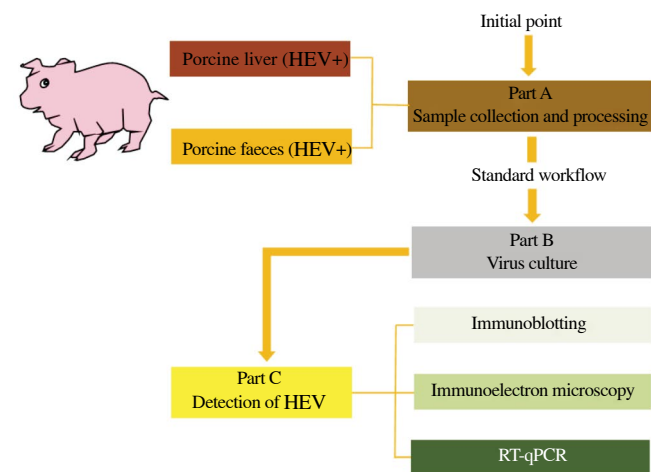 Initial point
Porcine liver (HEV+)
Part A
Sample collection and processing
Porcine faeces (HEV+)
Standard workflow
Part B
Virus culture
Immunoblotting
Part C
Detection of HEV
Immunoelectron microscopy
RT-qPCR